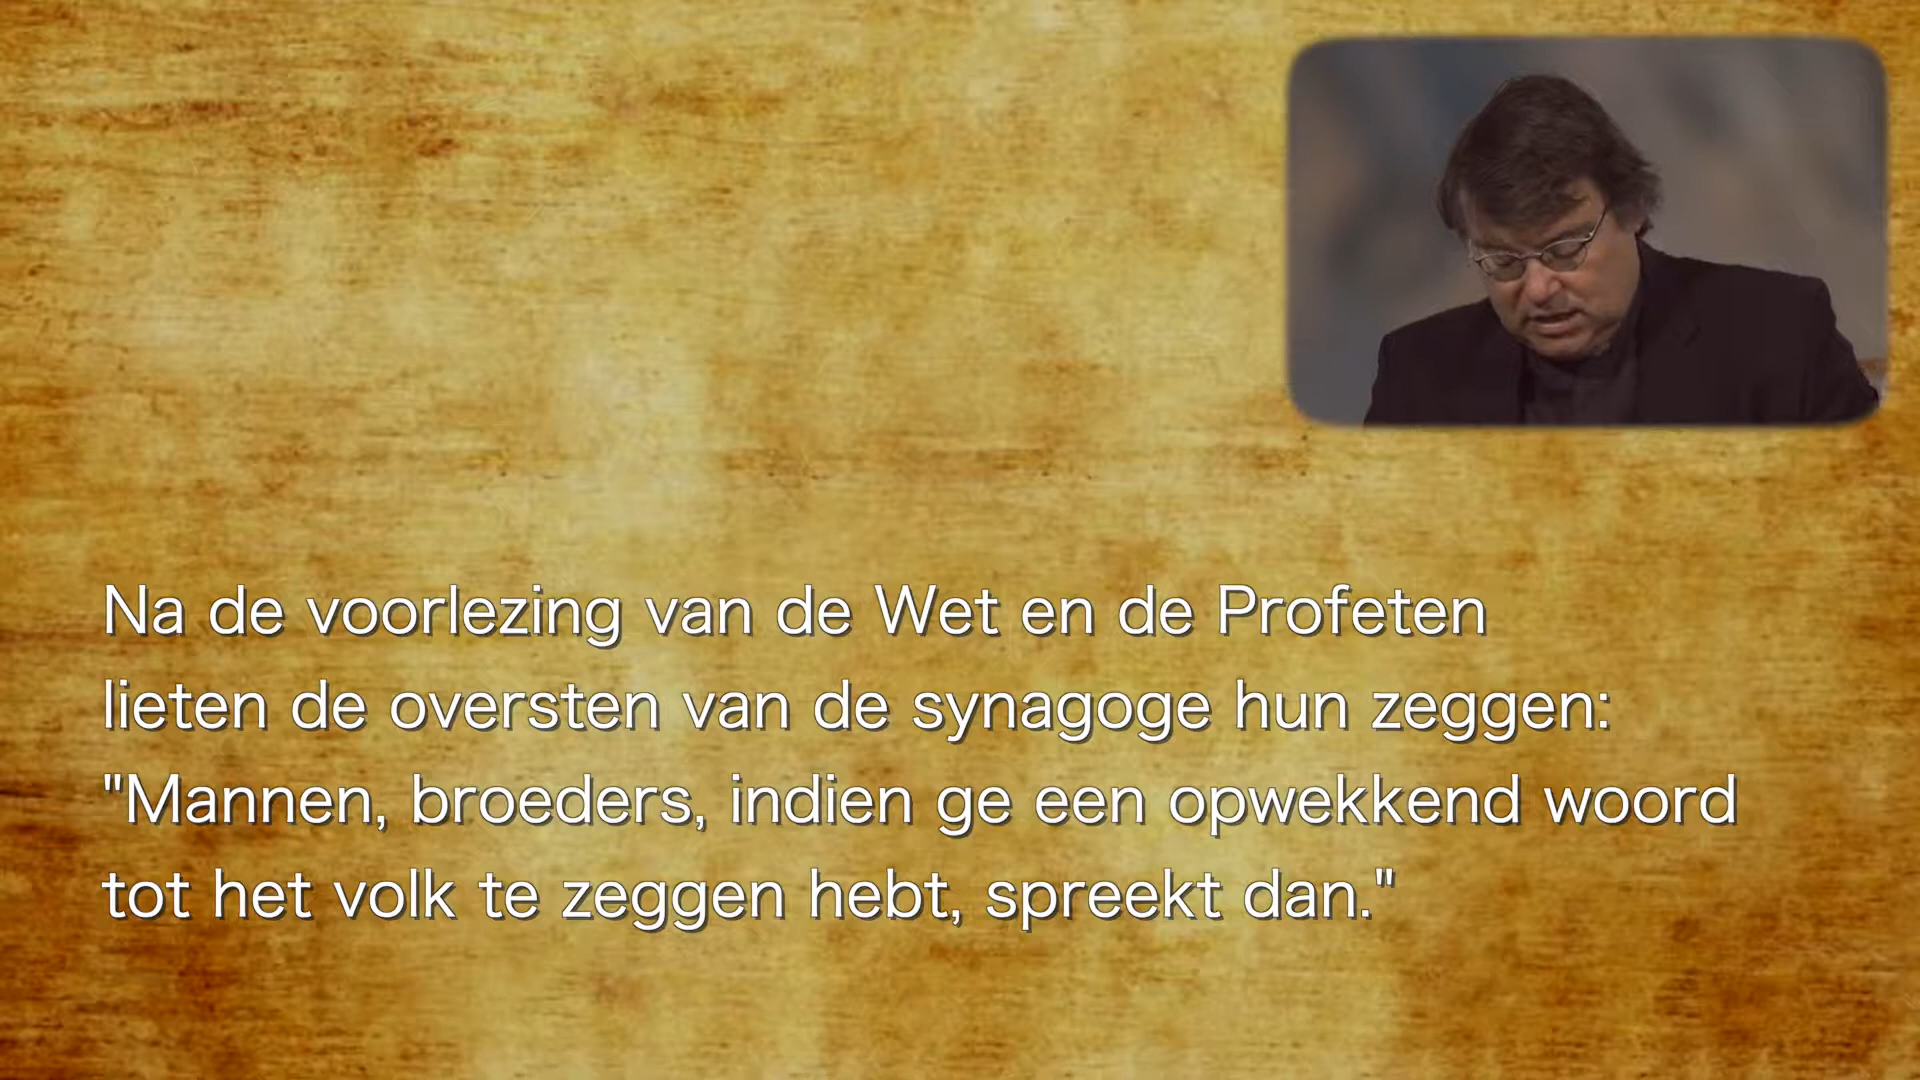 Na de voorlezing van de Wet en de Profeten
lieten de oversten van de synagoge hun zeggen:
"Mannen, broeders, indien ge een opwekkend woord
tot het volk te zeggen hebt, spreekt dan."